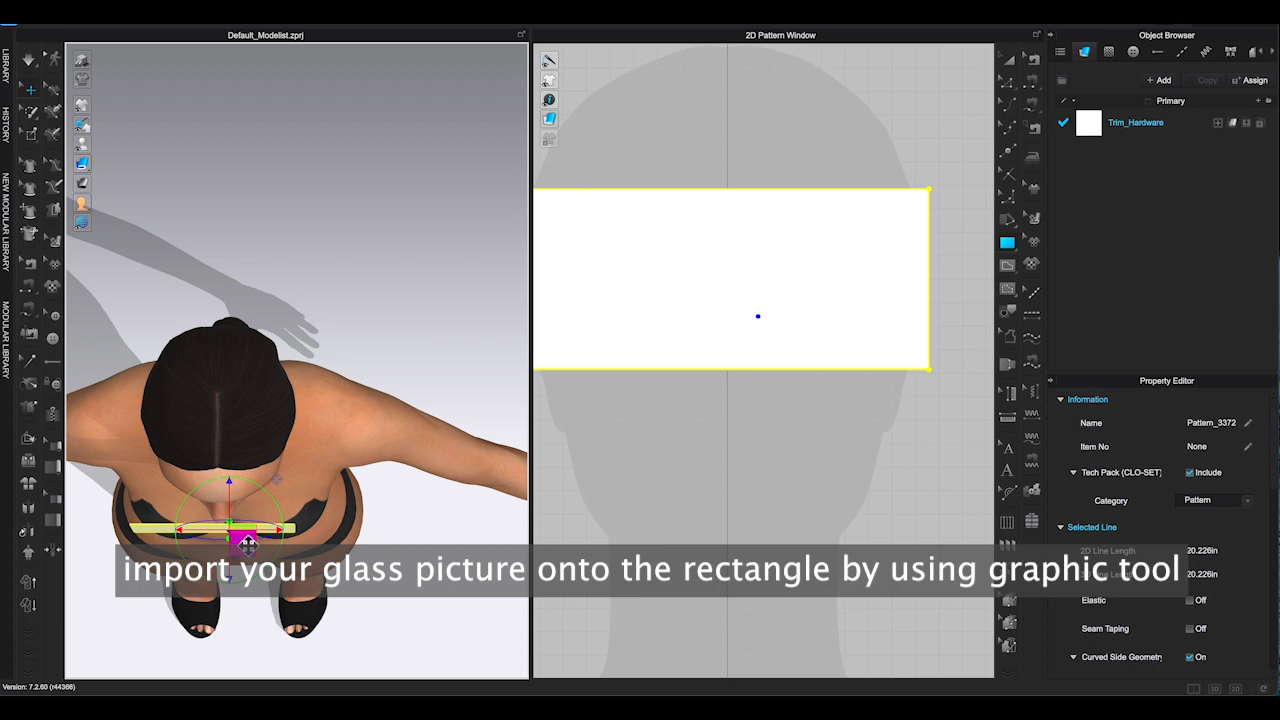 Default_Modelist.zprj
2D Pattern Window
Object Browser
LIBRARY
HISTORY
NEW MODULAR LIBRARY
MODULAR LIBRARY
+ Add
Copy
Assign
Primary
Trim_Hardware
Property Editor
Information
Name Pattern_3372
Item No None
Tech Pack (CLO-SET) Include
Category Pattern
Selected Line
2D Line Length 20.226in
20.226in
import your glass picture onto the rectangle by using graphic tool
Elastic Off
Seam Taping Off
Curved Side Geometry On
Version: 7.2.60 (r44366)
3D
2D